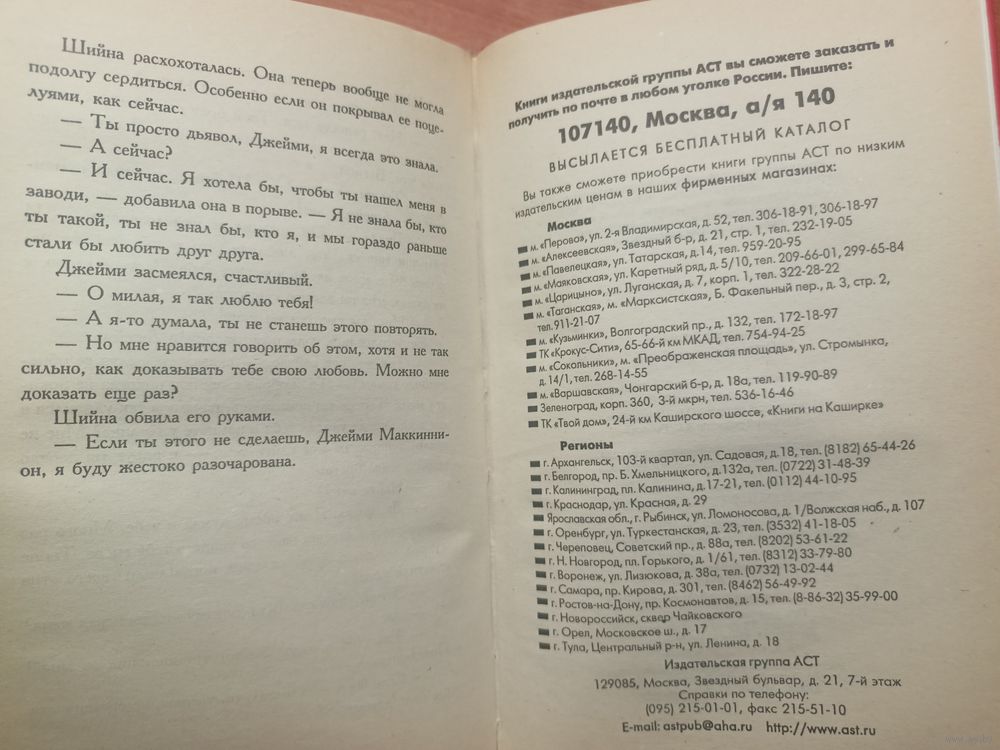 Шийна расхохоталась. Она теперь вообще не могла
подолгу сердиться. Особенно если он покрывал ее поце-
луями, как сейчас.
— Ты просто дьявол, Джейми, я всегда это знала.
— А сейчас?
— И сейчас. Я хотела бы, чтобы ты нашел меня в
заводи, — добавила она в порыве. — Я не знала бы, кто
ты такой, ты не знал бы, кто я, и мы гораздо раньше
стали бы любить друг друга.
Джейми засмеялся, счастливый.
— О милая, я так люблю тебя!
— А я-то думала, ты не станешь этого повторять.
— Но мне нравится говорить об этом, хотя и не так
сильно, как доказывать тебе свою любовь. Можно мне
доказать еще раз?
Шийна обвила его руками.
— Если ты этого не сделаешь, Джейми Маккинни-
он, я буду жестоко разочарована.
Книги издательской группы АСТ вы сможете заказать и
получить по почте в любом уголке России. Пишите:
107140, Москва, а/я 140
ВЫСЫЛАЕТСЯ БЕСПЛАТНЫЙ КАТАЛОГ
Вы также сможете приобрести книги группы АСТ по низким
издательским ценам в наших фирменных магазинах:
Москва
м. «Перово», ул. 2-я Владимирская, д. 52, тел. 306-18-91, 306-18-97
м. «Алексеевская», Звездный б-р, д. 21, стр. 1, тел. 232-19-05
м. «Павелецкая», ул. Татарская, д. 14, тел. 959-20-95
м. «Маяковская», ул. Каретный ряд, д. 5/10, тел. 209-66-01, 299-65-84
м. «Царицыно», ул. Луганская, д. 7, корп. 1, тел. 322-28-22
м. «Таганская», м. «Марксистская», Б. Факельный пер., д. 3, стр. 2,
тел. 911-21-07
м. «Кузьминки», Волгоградский пр., д. 132, тел. 172-18-97
ТК «Крокус-Сити», 65-66-й км МКАД, тел. 754-94-25
м. «Сокольники», м. «Преображенская площадь», ул. Стромынка,
д. 14/1, тел. 268-14-55
м. «Варшавская», Чонгарский б-р, д. 18а, тел. 119-90-89
Зеленоград, корп. 360, 3-й мкрн, тел. 536-16-46
ТК «Твой дом», 24-й км Каширского шоссе, «Книги на Каширке»
Регионы
г. Архангельск, 103-й квартал, ул. Садовая, д. 18, тел. (8182) 65-44-26
г. Белгород, пр. Б. Хмельницкого, д. 132а, тел. (0722) 31-48-39
г. Калининград, пл. Калинина, д. 17-21, тел. (0112) 44-10-95
г. Краснодар, ул. Красная, д. 29
Ярославская обл., г. Рыбинск, ул. Ломоносова, д. 1/Волжская наб., д. 107
г. Оренбург, ул. Туркестанская, д. 23, тел. (3532) 41-18-05
г. Череповец, Советский пр., д. 88а, тел. (8202) 53-61-22
г. Н. Новгород, пл. Горького, д. 1/61, тел. (8312) 33-79-80
г. Воронеж, ул. Лизюкова, д. 38а, тел. (0732) 13-02-44
г. Самара, пр. Кирова, д. 301, тел. (8462) 56-49-92
г. Ростов-на-Дону, пр. Космонавтов, д. 15, тел. (8-86-32) 35-99-00
г. Новороссийск, сквер Чайковского
г. Орел, Московское ш., д. 17
г. Тула, Центральный р-н, ул. Ленина, д. 18
Издательская группа АСТ
129085, Москва, Звездный бульвар, д. 21, 7-й этаж
Справки по телефону:
(095) 215-01-01, факс 215-51-10
E-mail: astpub@aha.ru http://www.ast.ru